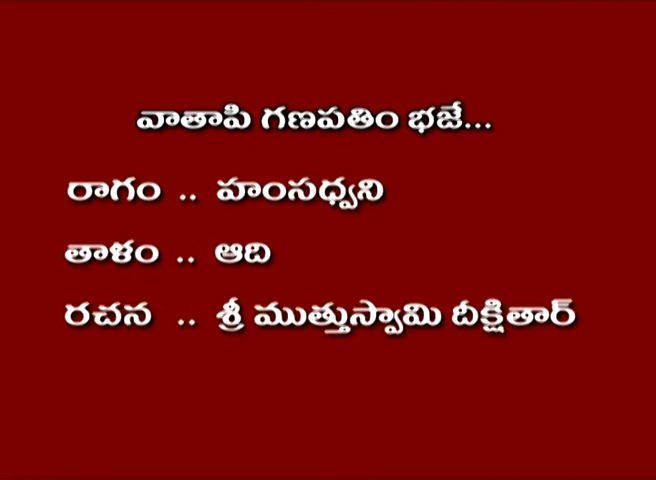 వాతాపి గణపతిం భజే...
రాగం .. హంసధ్వని
తాళం .. ఆది
రచన .. శ్రీ ముత్తుస్వామి దీక్షితార్